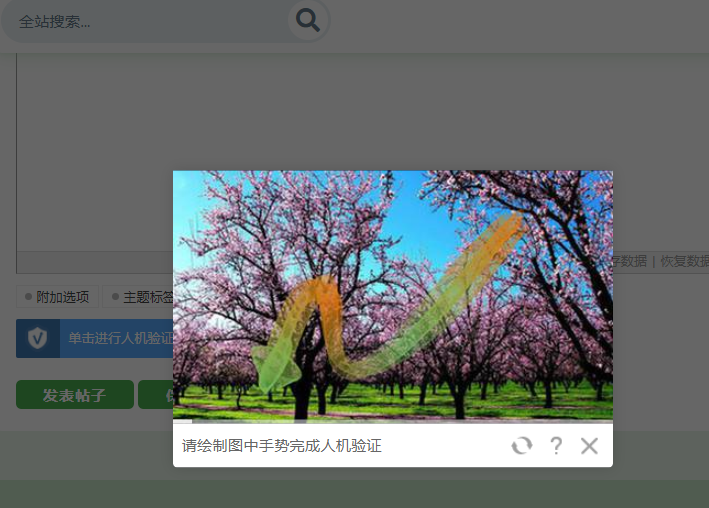 全站搜索...
存数据 | 恢复数据
附加选项
主题标签
单击进行人机验证
发表帖子
请绘制图中手势完成人机验证